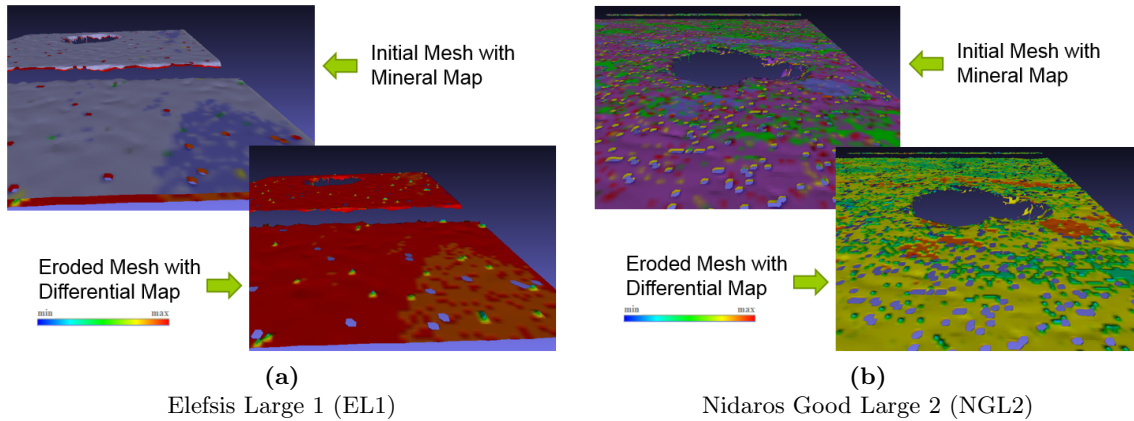 Initial Mesh with
Mineral Map
Eroded Mesh with
Differential Map
min max
(a)
Elefsis Large 1 (EL1)
Initial Mesh with
Mineral Map
Eroded Mesh with
Differential Map
min max
(b)
Nidaros Good Large 2 (NGL2)